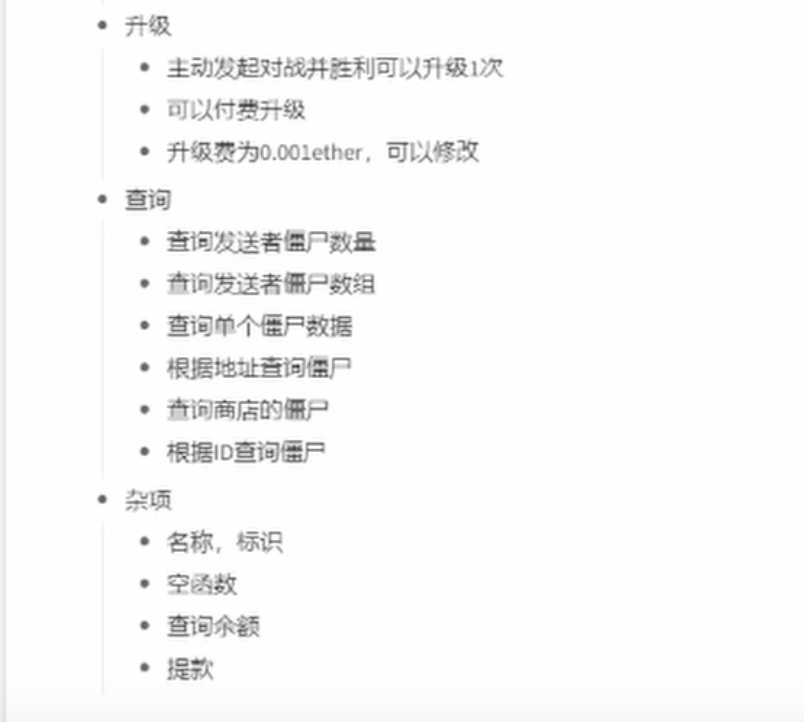 升级
主动发起对战并胜利可以升级1次
可以付费升级
升级费为0.001ether，可以修改
查询
查询发送者僵尸数量
查询发送者僵尸数组
查询单个僵尸数据
根据地址查询僵尸
查询商店的僵尸
根据ID查询僵尸
杂项
名称，标识
空函数
查询余额
提款